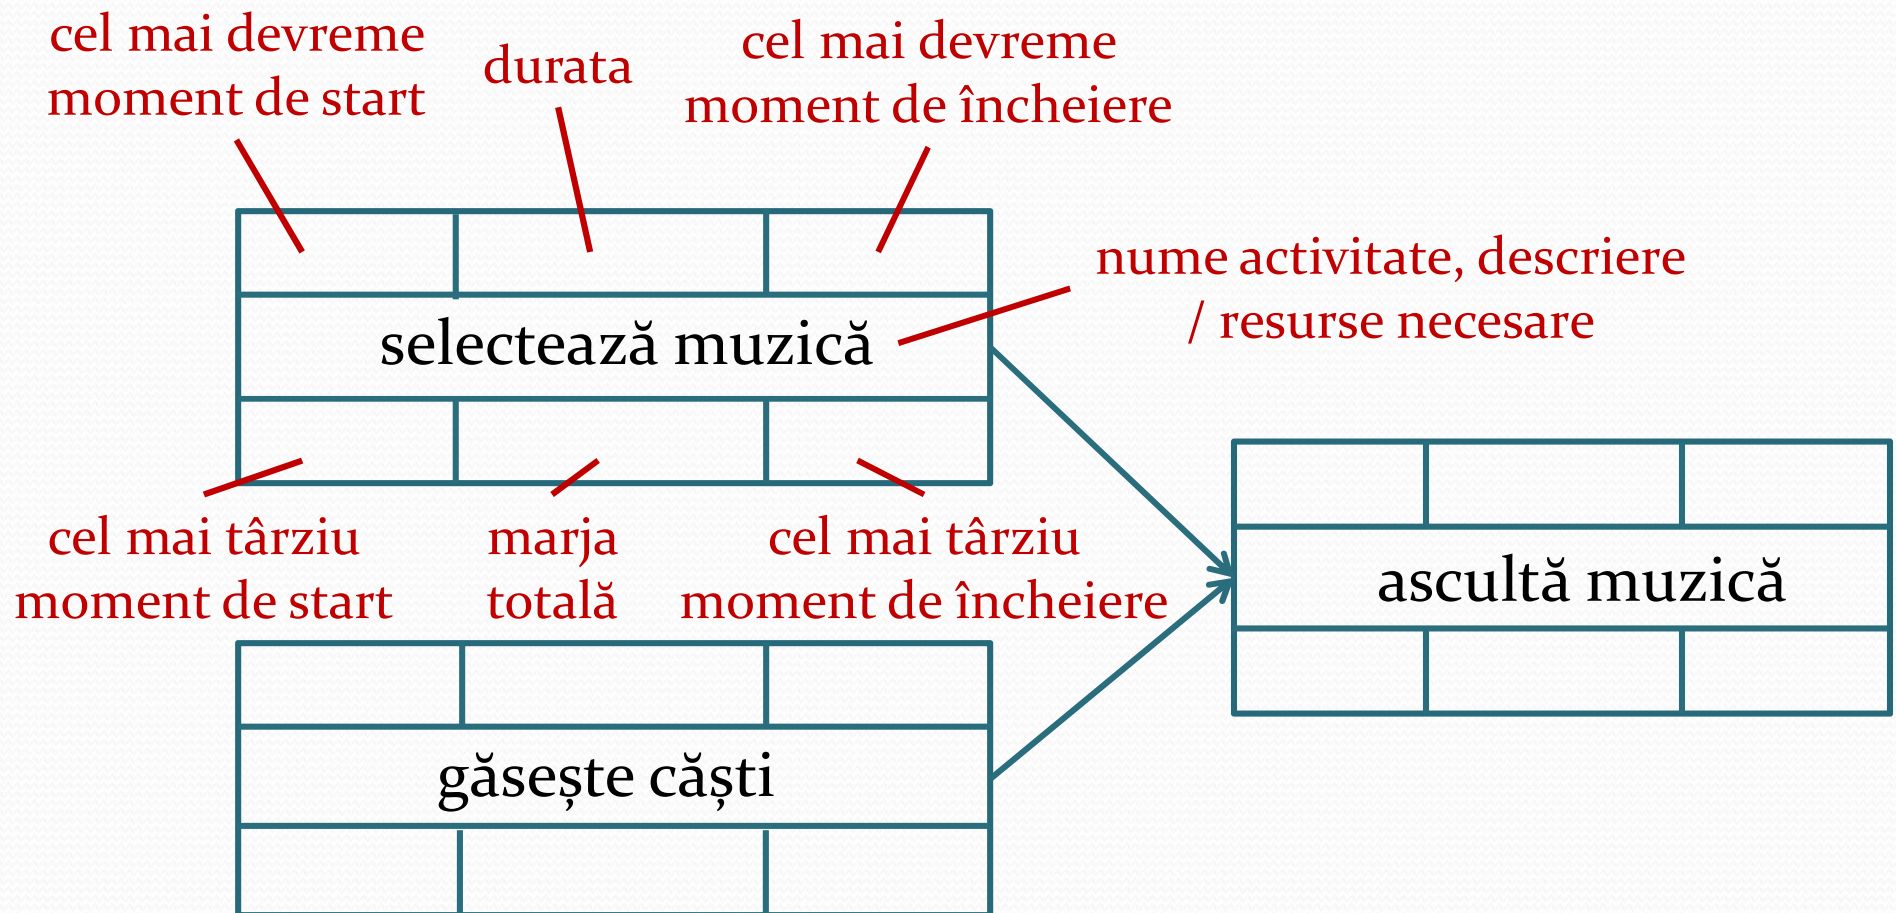 cel mai devreme
moment de start
durata
cel mai devreme
moment de încheiere
nume activitate, descriere
/ resurse necesare
selectează muzică
cel mai târziu
moment de start
marja
totală
cel mai târziu
moment de încheiere
ascultă muzică
găsește căști